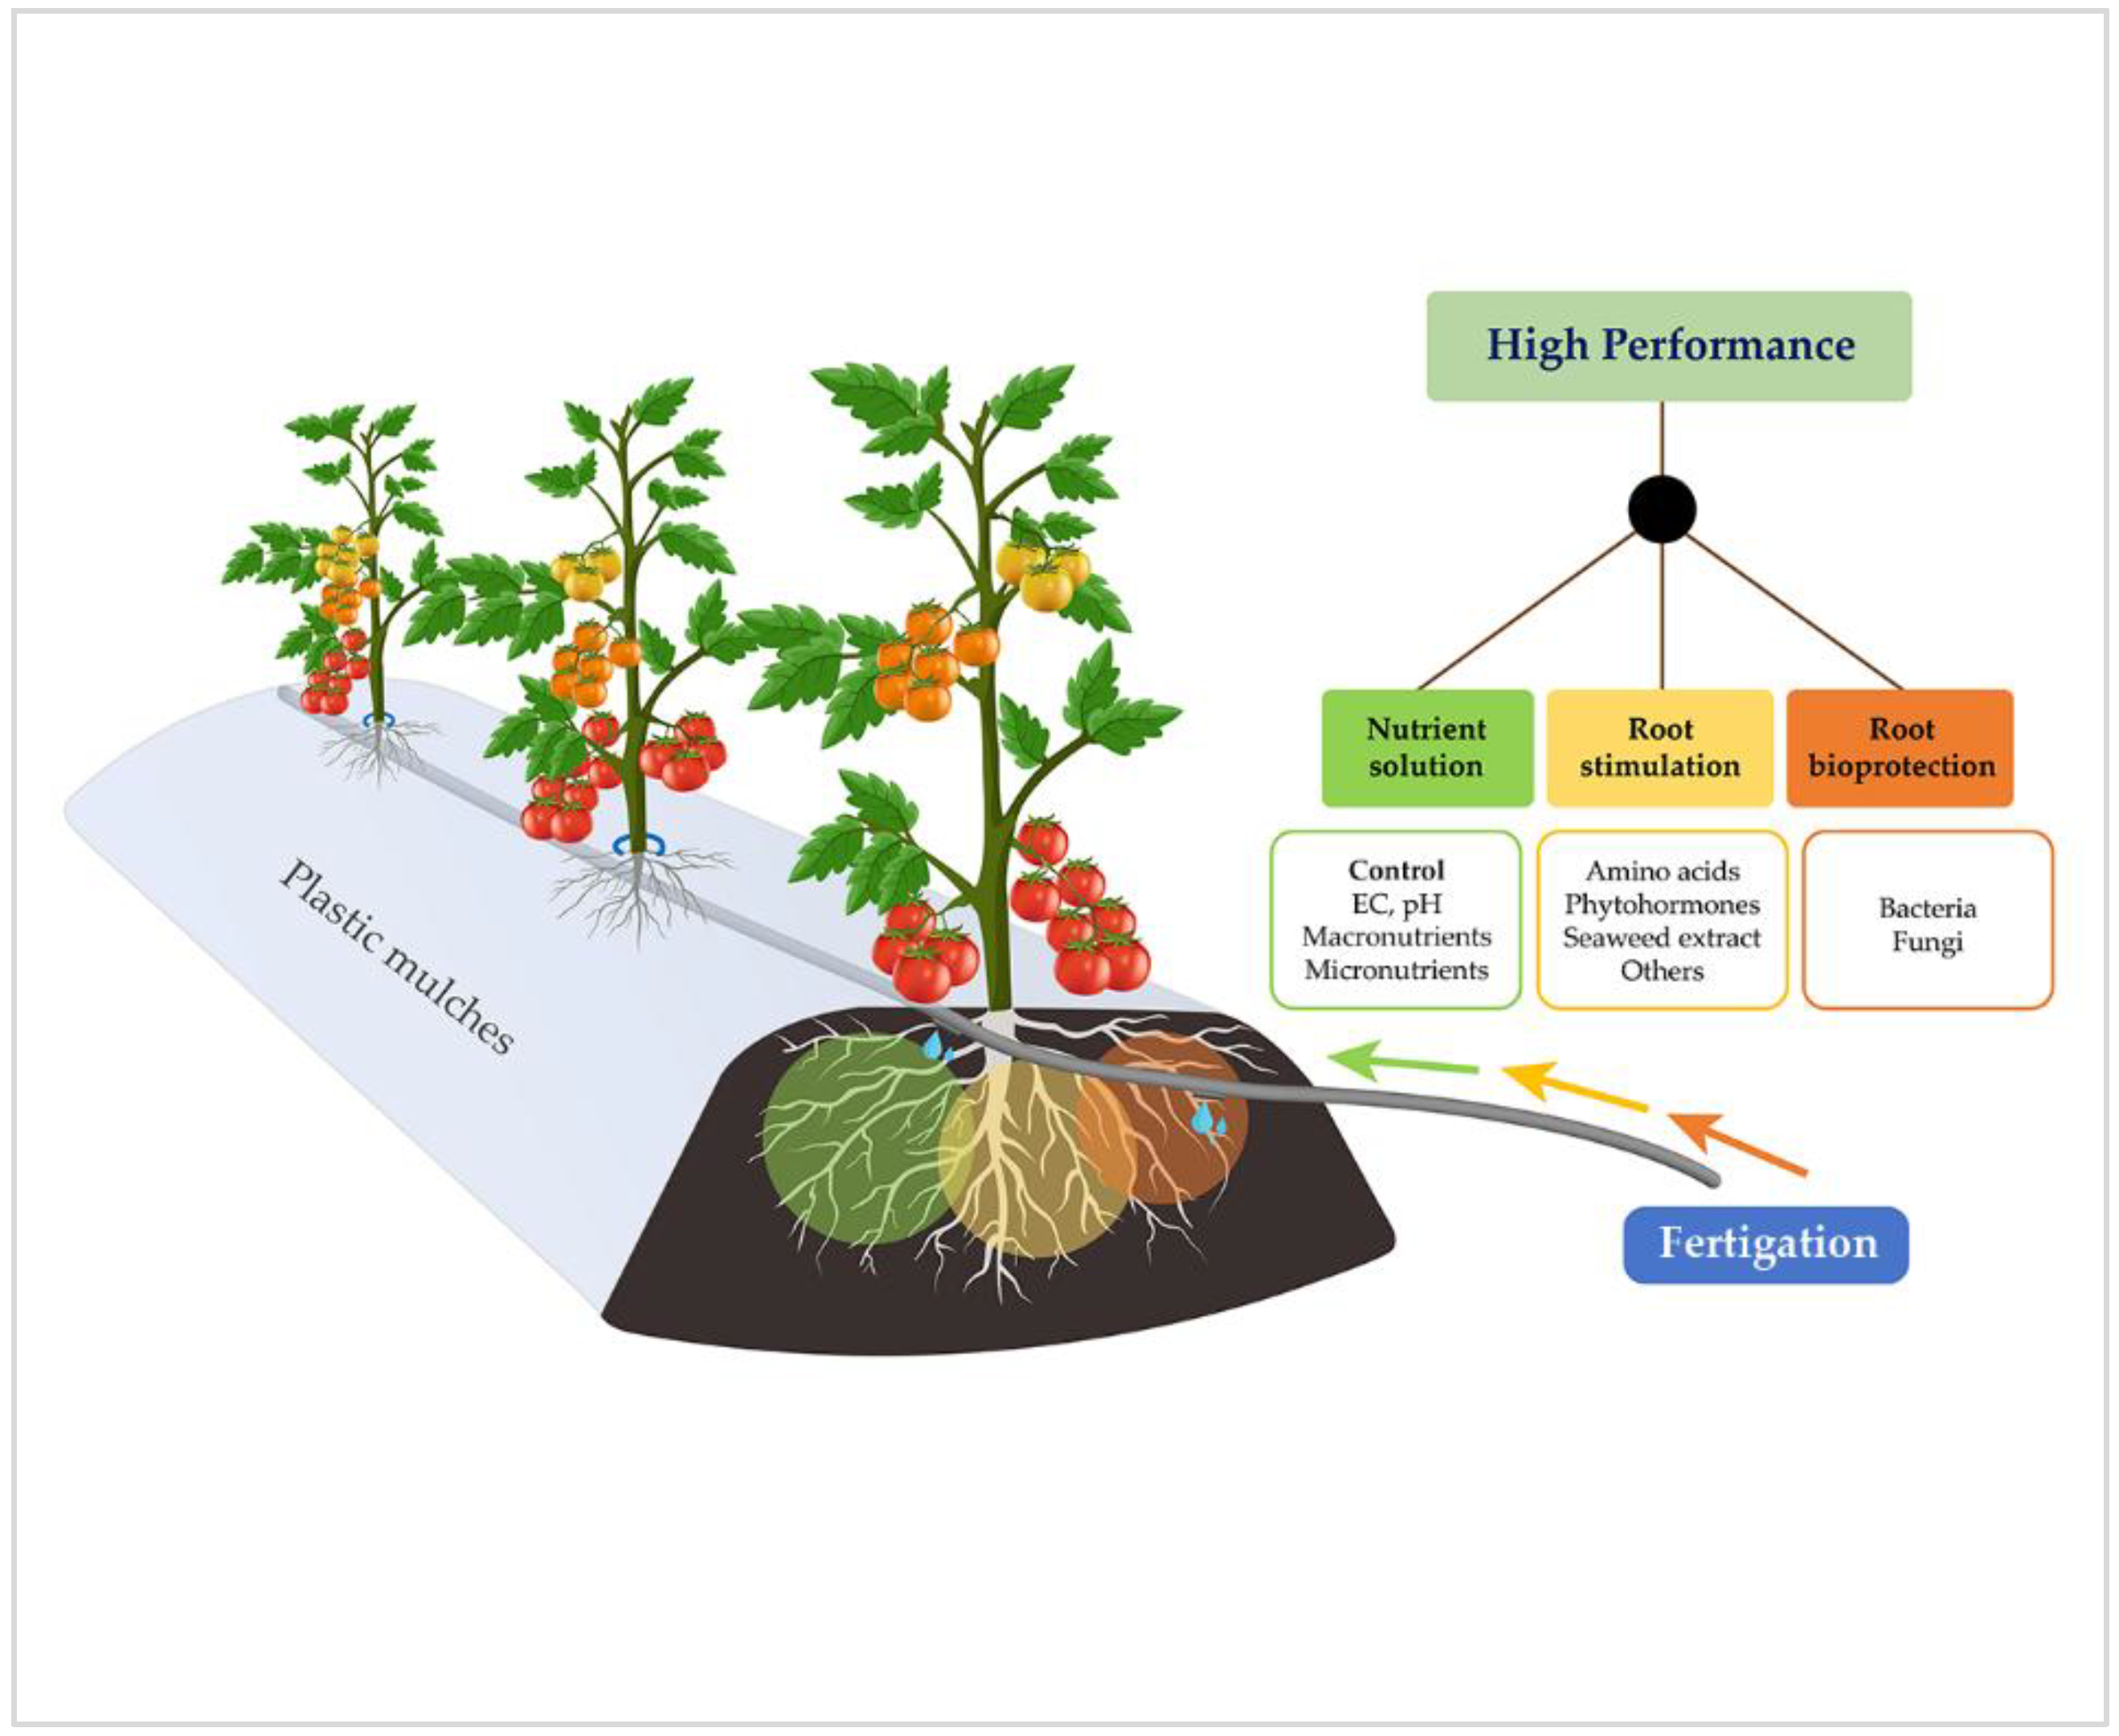 High Performance
Nutrient
solution
Root
stimulation
Root
bioprotection
Control
EC, pH
Macronutrients
Micronutrients
Amino acids
Phytohormones
Seaweed extract
Others
Bacteria
Fungi
Plastic mulches
Fertigation